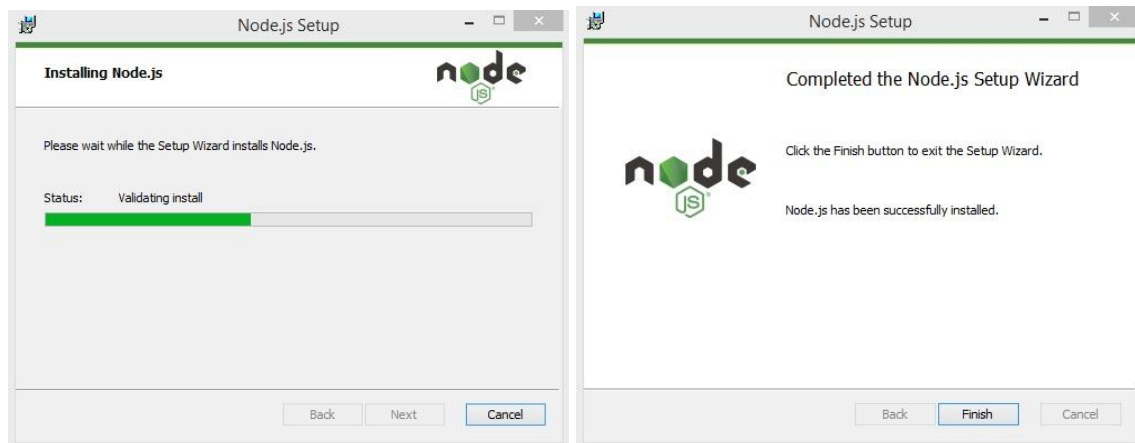 Node.js Setup
Installing Node.js
node
JS
Please wait while the Setup Wizard installs Node.js.
Status: Validating install
Back Next Cancel
Node.js Setup
Completed the Node.js Setup Wizard
node
JS
Click the Finish button to exit the Setup Wizard.
Node.js has been successfully installed.
Back Finish Cancel